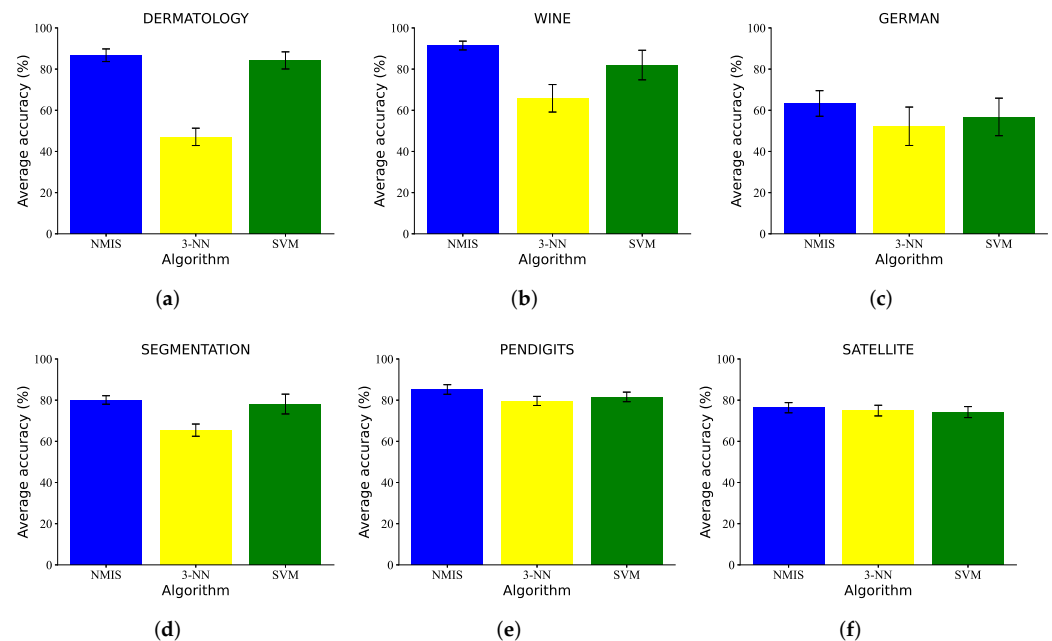 DERMATOLOGY
100
80
60
40
20
0
Average accuracy (%)
NMIS 3-NN SVM
Algorithm
(a)
WINE
100
80
60
40
20
0
Average accuracy (%)
NMIS 3-NN SVM
Algorithm
(b)
GERMAN
100
80
60
40
20
0
Average accuracy (%)
NMIS 3-NN SVM
Algorithm
(c)
SEGMENTATION
100
80
60
40
20
0
Average accuracy (%)
NMIS 3-NN SVM
Algorithm
(d)
PENDIGITS
100
80
60
40
20
0
Average accuracy (%)
NMIS 3-NN SVM
Algorithm
(e)
SATELLITE
100
80
60
40
20
0
Average accuracy (%)
NMIS 3-NN SVM
Algorithm
(f)